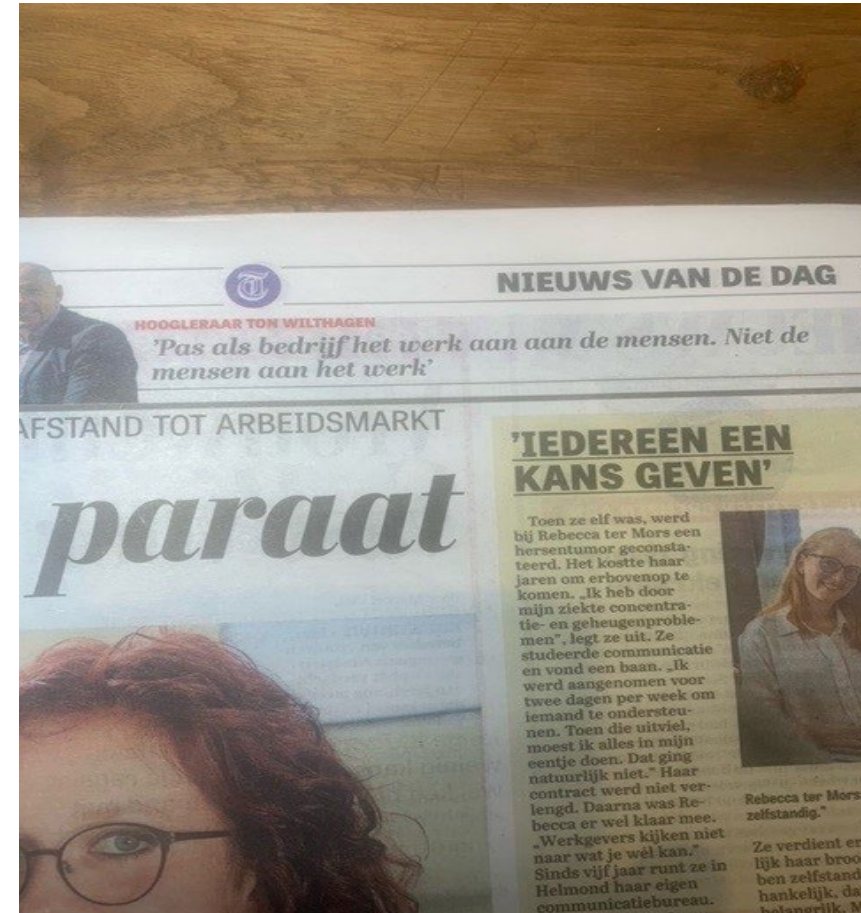 T
NIEUWS VAN DE DAG
HOOGLERAAR TON WILTHAGEN
'Pas als bedrijf het werk aan aan de mensen. Niet de
mensen aan het werk'
AFSTAND TOT ARBEIDSMARKT
paraat
'IEDEREEN EEN
KANS GEVEN'
Toen ze elf was, werd
bij Rebecca ter Mors een
hersentumor geconsta-
teerd. Het kostte haar
jaren om erbovenop te
komen. „Ik heb door
mijn ziekte concentra-
tie- en geheugenproble-
men”, legt ze uit. Ze
studeerde communicatie
en vond een baan. „Ik
werd aangenomen voor
twee dagen per week om
iemand te ondersteu-
nen. Toen die uitviel,
moest ik alles in mijn
eentje doen. Dat ging
natuurlijk niet.” Haar
contract werd niet ver-
lengd. Daarna was Re-
becca er wel klaar mee.
„Werkgevers kijken niet
naar wat je wél kan.”
Sinds vijf jaar runt ze in
Helmond haar eigen
communicatiebureau.
Rebecca ter Mors
zelfstandig.”
Ze verdient er
lijk haar broo
ben zelfstand
hankelijk, da
belangrijk. M